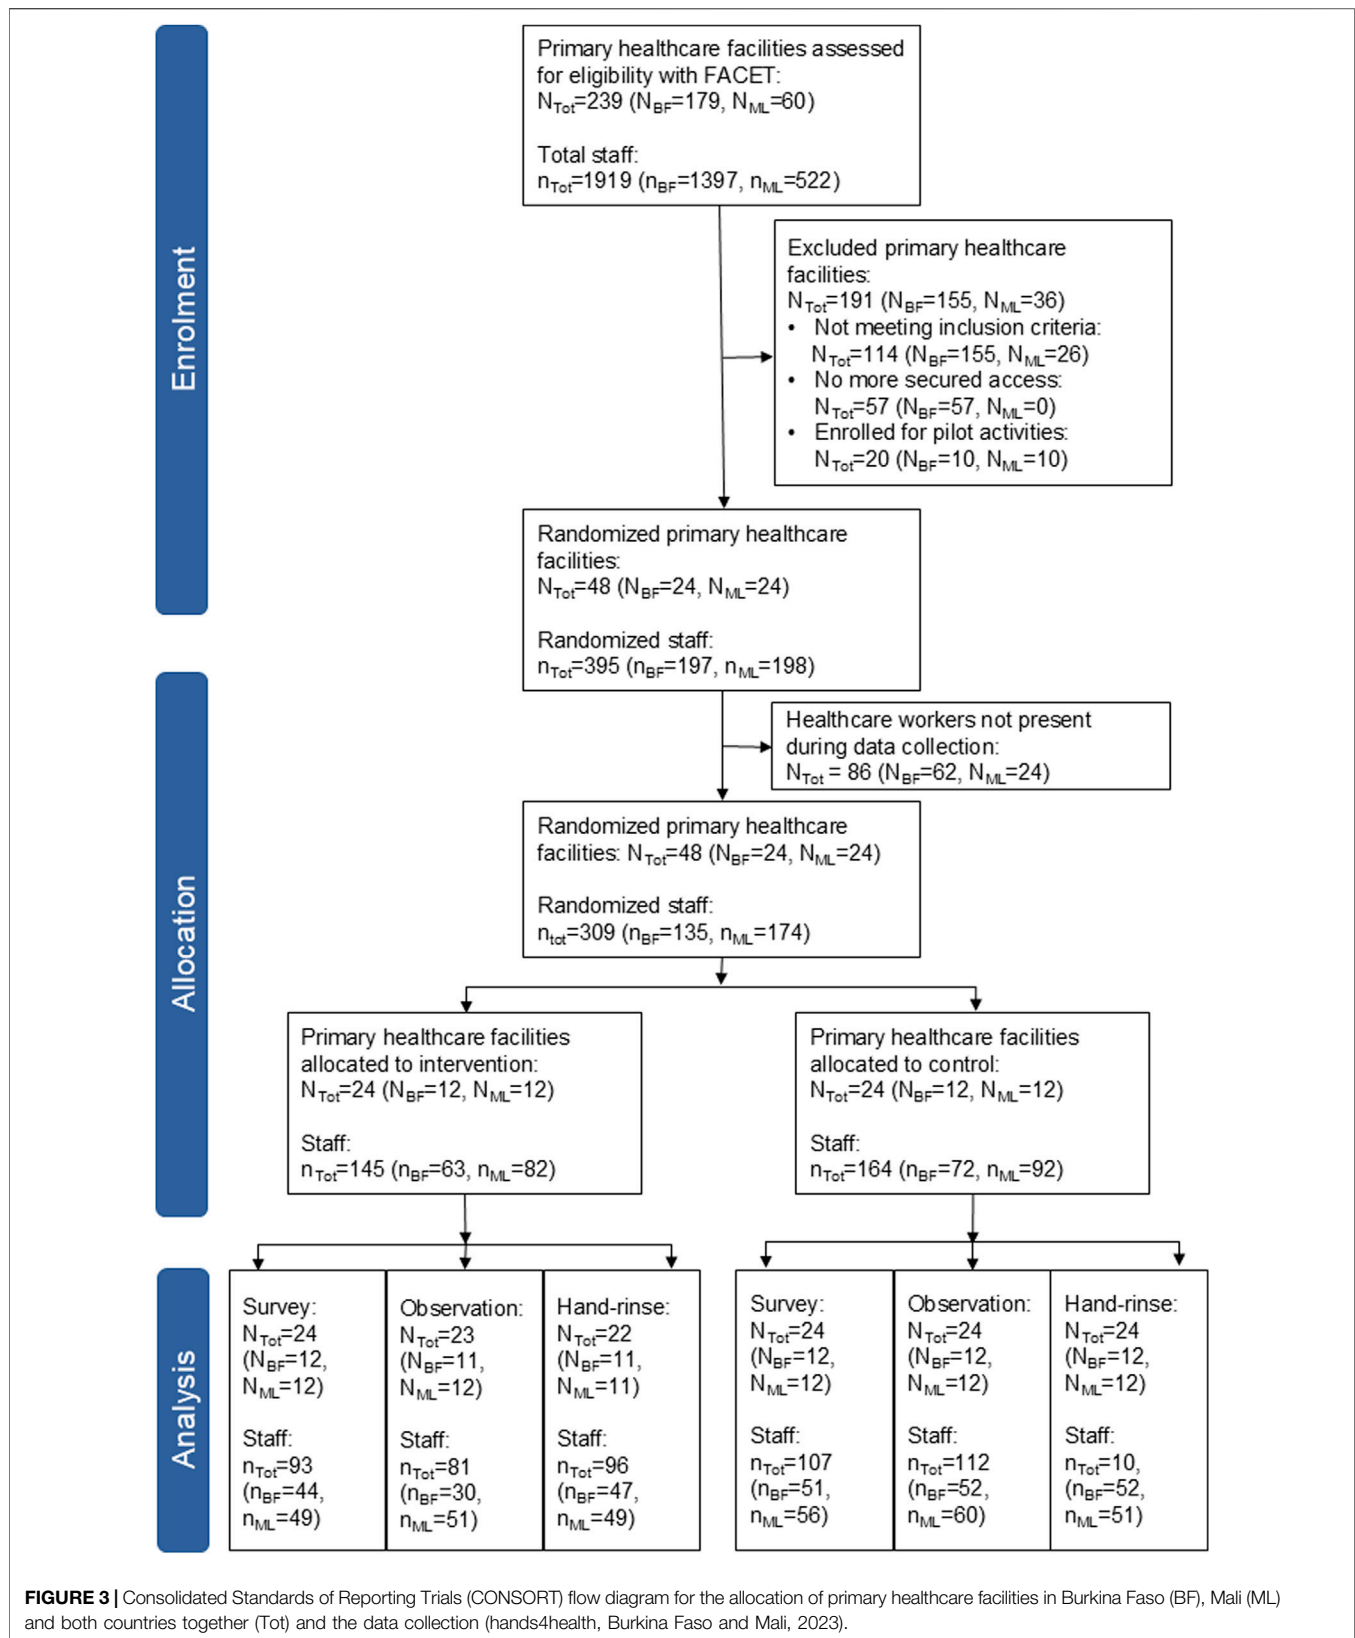 Enrolment
Primary healthcare facilities assessed
for eligibility with FACET:
NTot=239 (NBF=179, NML=60)
Total staff:
nTot=1919 (nBF=1397, nML=522)
Excluded primary healthcare
facilities:
NTot=191 (NBF=155, NML=36)
• Not meeting inclusion criteria:
NTot=114 (NBF=155, NML=26)
• No more secured access:
NTot=57 (NBF=57, NML=0)
• Enrolled for pilot activities:
NTot=20 (NBF=10, NML=10)
Randomized primary healthcare
facilities:
NTot=48 (NBF=24, NML=24)
Randomized staff:
nTot=395 (nBF=197, nML=198)
Allocation
Healthcare workers not present
during data collection:
NTot = 86 (NBF=62, NML=24)
Randomized primary healthcare
facilities: NTot=48 (NBF=24, NML=24)
Randomized staff:
ntot=309 (nBF=135, nML=174)
Primary healthcare facilities
allocated to intervention:
NTot=24 (NBF=12, NML=12)
Staff:
nTot=145 (nBF=63, nML=82)
Primary healthcare facilities
allocated to control:
NTot=24 (NBF=12, NML=12)
Staff:
nTot=164 (nBF=72, nML=92)
Analysis
Survey:
NTot=24
(NBF=12,
NML=12)
Staff:
nTot=93
(nBF=44,
nML=49)
Observation:
NTot=23
(NBF=11,
NML=12)
Staff:
nTot=81
(nBF=30,
nML=51)
Hand-rinse:
NTot=22
(NBF=11,
NML=11)
Staff:
nTot=96
(nBF=47,
nML=49)
Survey:
NTot=24
(NBF=12,
NML=12)
Staff:
nTot=107
(nBF=51,
nML=56)
Observation:
NTot=24
(NBF=12,
NML=12)
Staff:
nTot=112
(nBF=52,
nML=60)
Hand-rinse:
NTot=24
(NBF=12,
NML=12)
Staff:
nTot=10,
(nBF=52,
nML=51)
FIGURE 3 | Consolidated Standards of Reporting Trials (CONSORT) flow diagram for the allocation of primary healthcare facilities in Burkina Faso (BF), Mali (ML)
and both countries together (Tot) and the data collection (hands4health, Burkina Faso and Mali, 2023).